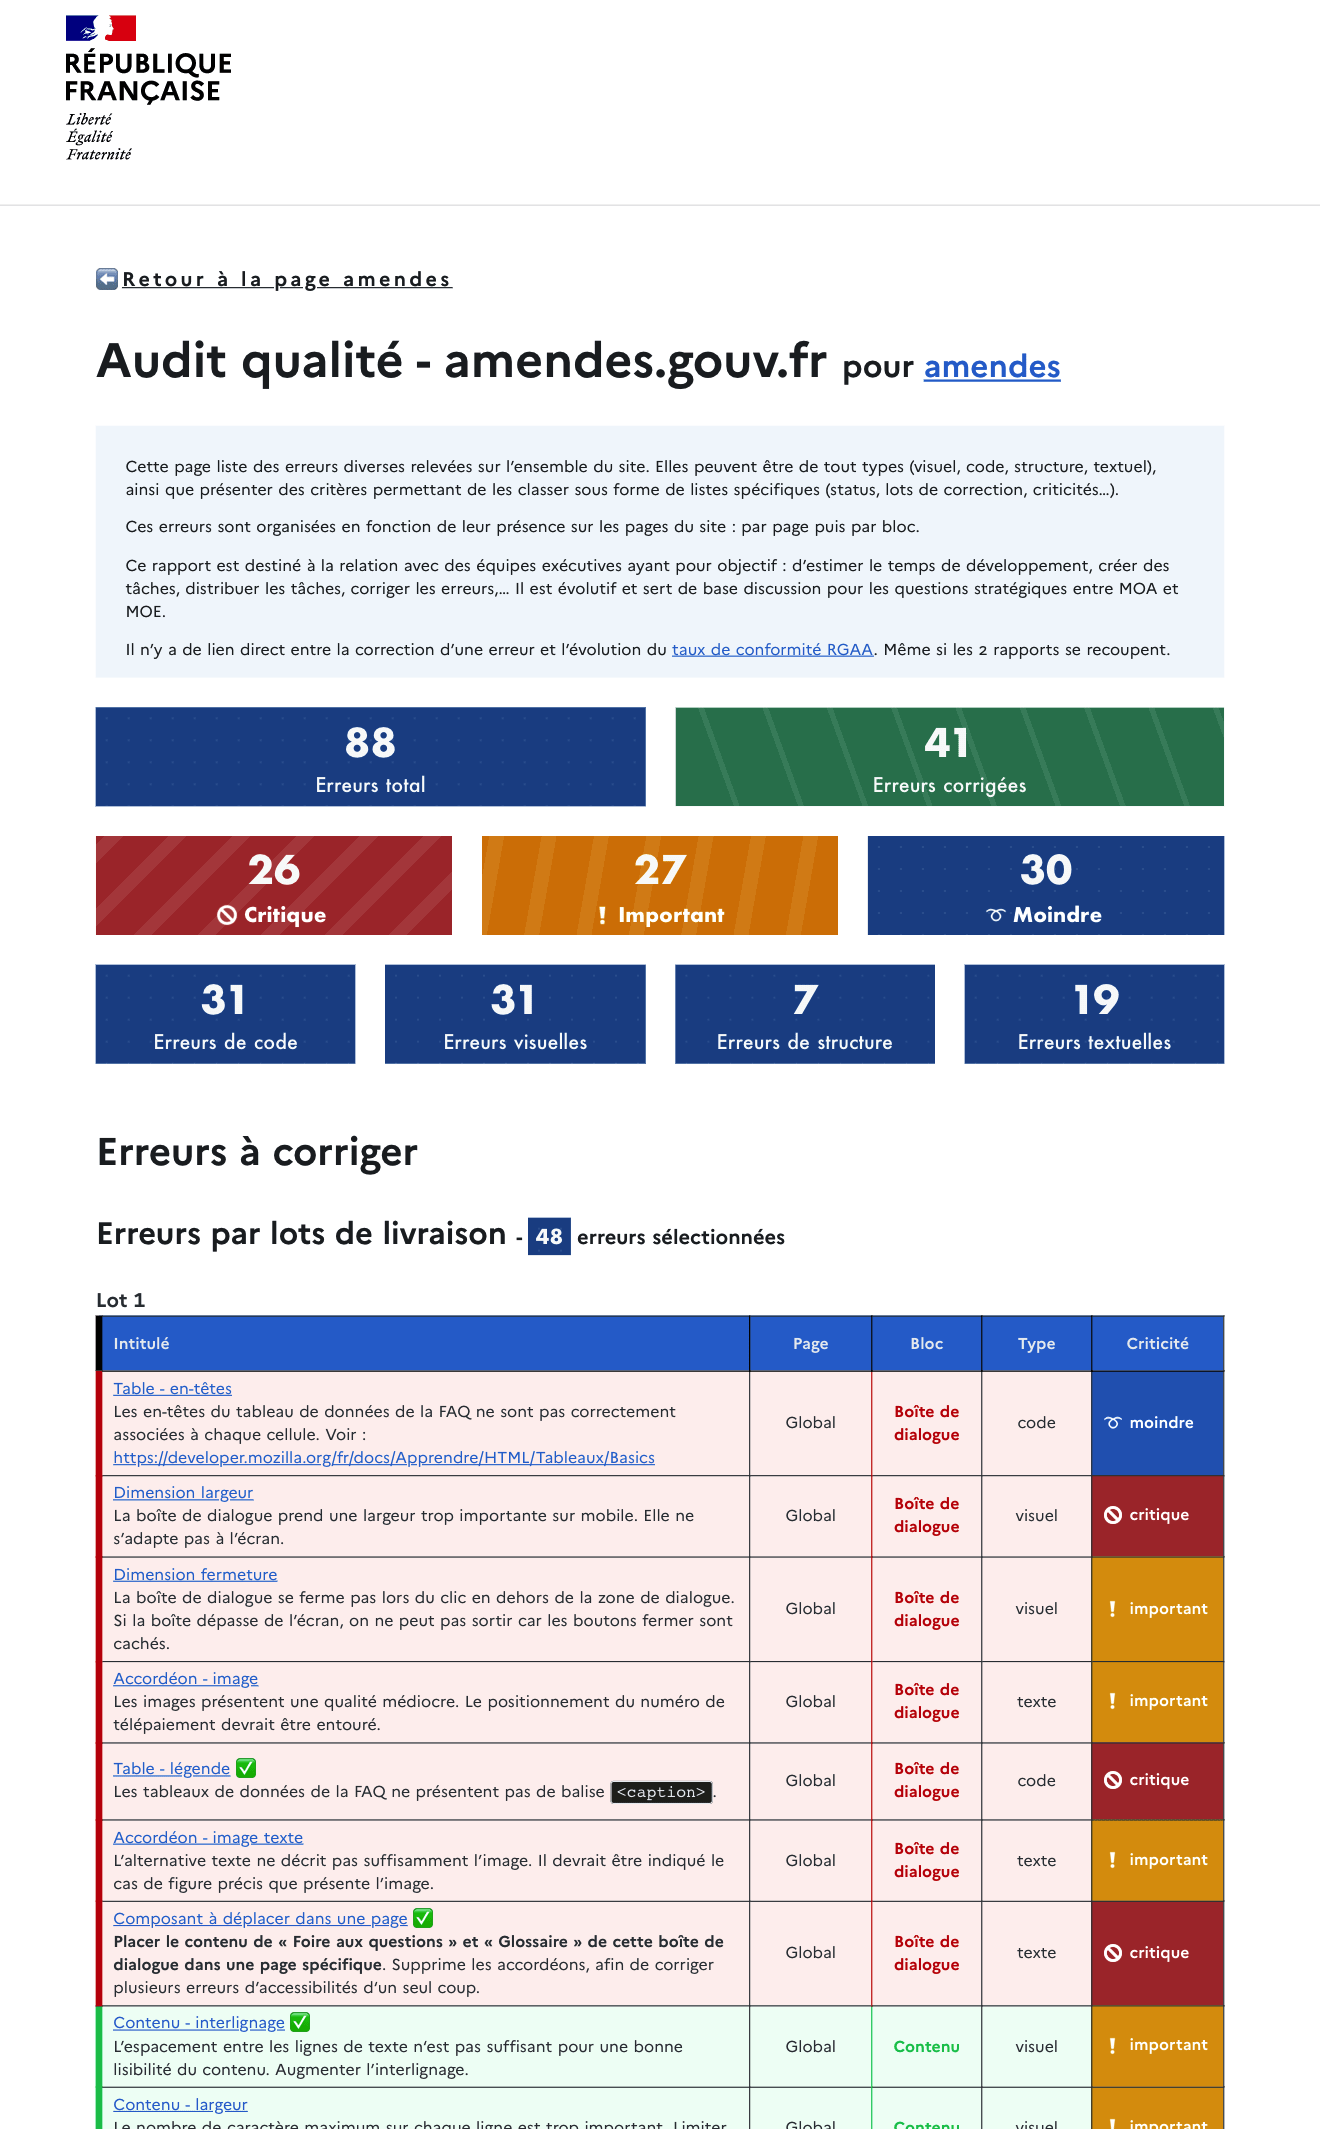 RÉPUBLIQUE
FRANÇAISE
Liberté
Égalité
Fraternité
Retour à la page amendes
Audit qualité - amendes.gouv.fr pour amendes
Cette page liste des erreurs diverses relevées sur l'ensemble du site. Elles peuvent être de tout types (visuel, code, structure, textuel),
ainsi que présenter des critères permettant de les classer sous forme de listes spécifiques (status, lots de correction, criticités…).
Ces erreurs sont organisées en fonction de leur présence sur les pages du site : par page puis par bloc.
Ce rapport est destiné à la relation avec des équipes exécutives ayant pour objectif : d'estimer le temps de développement, créer des
tâches, distribuer les tâches, corriger les erreurs,… Il est évolutif et sert de base discussion pour les questions stratégiques entre MOA et
MOE.
Il n'y a de lien direct entre la correction d'une erreur et l'évolution du taux de conformité RGAA. Même si les 2 rapports se recoupent.
88
Erreurs total
41
Erreurs corrigées
26
Critique
27
! Important
30
Moindre
31
Erreurs de code
31
Erreurs visuelles
7
Erreurs de structure
19
Erreurs textuelles
Erreurs à corriger
Erreurs par lots de livraison - 48 erreurs sélectionnées
Lot 1
Intitulé Page Bloc Type Criticité
Table - en-têtes
Les en-têtes du tableau de données de la FAQ ne sont pas correctement
associées à chaque cellule. Voir :
https://developer.mozilla.org/fr/docs/Apprendre/HTML/Tableaux/Basics
Global
Boîte de
dialogue
code
moindre
Dimension largeur
La boîte de dialogue prend une largeur trop importante sur mobile. Elle ne
s'adapte pas à l'écran.
Global
Boîte de
dialogue
visuel
critique
Dimension fermeture
La boîte de dialogue se ferme pas lors du clic en dehors de la zone de dialogue.
Si la boîte dépasse de l'écran, on ne peut pas sortir car les boutons fermer sont
cachés.
Global
Boîte de
dialogue
visuel
! important
Accordéon - image
Les images présentent une qualité médiocre. Le positionnement du numéro de
télépaiement devrait être entouré.
Global
Boîte de
dialogue
texte
! important
Table - légende ✅
Les tableaux de données de la FAQ ne présentent pas de balise <caption>.
Global
Boîte de
dialogue
code
critique
Accordéon - image texte
L'alternative texte ne décrit pas suffisamment l'image. Il devrait être indiqué le
cas de figure précis que présente l'image.
Global
Boîte de
dialogue
texte
! important
Composant à déplacer dans une page ✅
Placer le contenu de « Foire aux questions » et « Glossaire » de cette boîte de
dialogue dans une page spécifique. Supprime les accordéons, afin de corriger
plusieurs erreurs d'accessibilités d'un seul coup.
Global
Boîte de
dialogue
texte
critique
Contenu - interlignage ✅
L'espacement entre les lignes de texte n'est pas suffisant pour une bonne
lisibilité du contenu. Augmenter l'interlignage.
Global
Contenu
visuel
! important
Contenu - largeur
Le nombre de caractère maximum sur chaque ligne est trop important. Limiter
Global
Contenu
visuel
! important